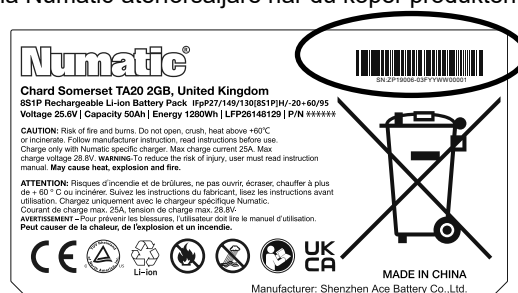 na Numatic återförsäljare när du köper produkten
Numatic®
SN:ZP19006-03FYYWW00001
Chard Somerset TA20 2GB, United Kingdom
8S1P Rechargeable Li-ion Battery Pack IFpP27/149/130[8S1P]H/-20+60/95
Voltage 25.6V | Capacity 50Ah | Energy 1280Wh | LFP26148129 | P/N ******
CAUTION: Risk of fire and burns. Do not open, crush, heat above +60°C
or incinerate. Follow manufacturer instruction, read instructions before use.
Charge only with Numatic specific charger. Max charge current 25A. Max
charge voltage 28.8V. WARNING-To reduce the risk of injury, user must read instruction
manual. May cause heat, explosion and fire.
ATTENTION: Risques d'incendie et de brûlures, ne pas ouvrir, écraser, chauffer à plus
de + 60 ° C ou incinérer. Suivez les instructions du fabricant, lisez les instructions avant
utilisation. Chargez uniquement avec le chargeur spécifique Numatic.
Courant de charge max. 25A, tension de charge max. 28.8V-
AVERTISSEMENT – Pour prévenir les blessures, l'utilisateur doit lire le manuel d'utilisation.
Peut causer de la chaleur, de l'explosion et un incendie.
CE
Li-ion
UK
CA
MADE IN CHINA
Manufacturer: Shenzhen Ace Battery Co.,Ltd.